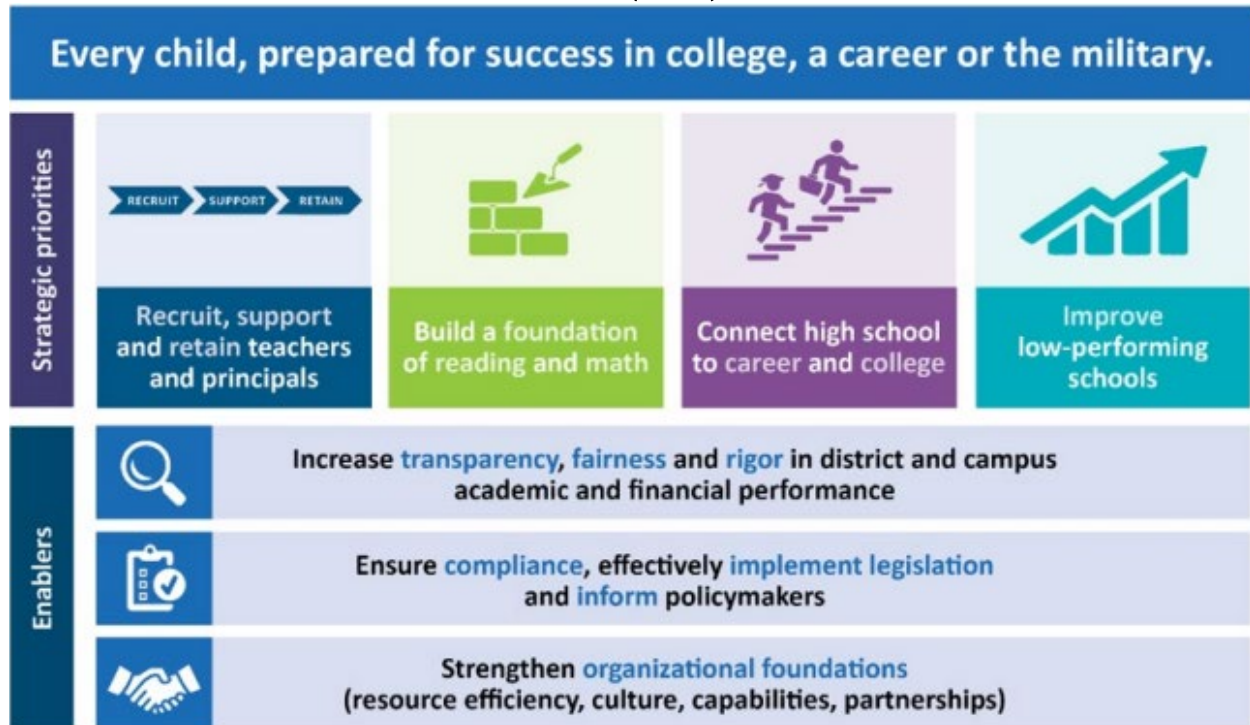 Every child, prepared for success in college, a career or the military.
Strategic priorities
RECRUIT
SUPPORT
RETAIN
Recruit, support
and retain teachers
and principals
Build a foundation
of reading and math
Connect high school
to career and college
Improve
low-performing
schools
Enablers
Increase transparency, fairness and rigor in district and campus
academic and financial performance
Ensure compliance, effectively implement legislation
and inform policymakers
Strengthen organizational foundations
(resource efficiency, culture, capabilities, partnerships)